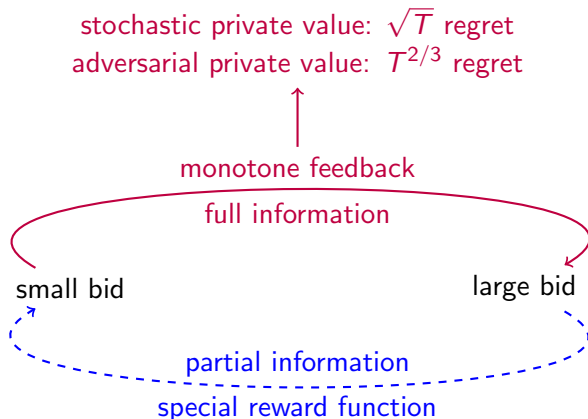 stochastic private value: √T regret
adversarial private value: T^{2/3} regret
monotone feedback
full information
small bid
large bid
partial information
special reward function